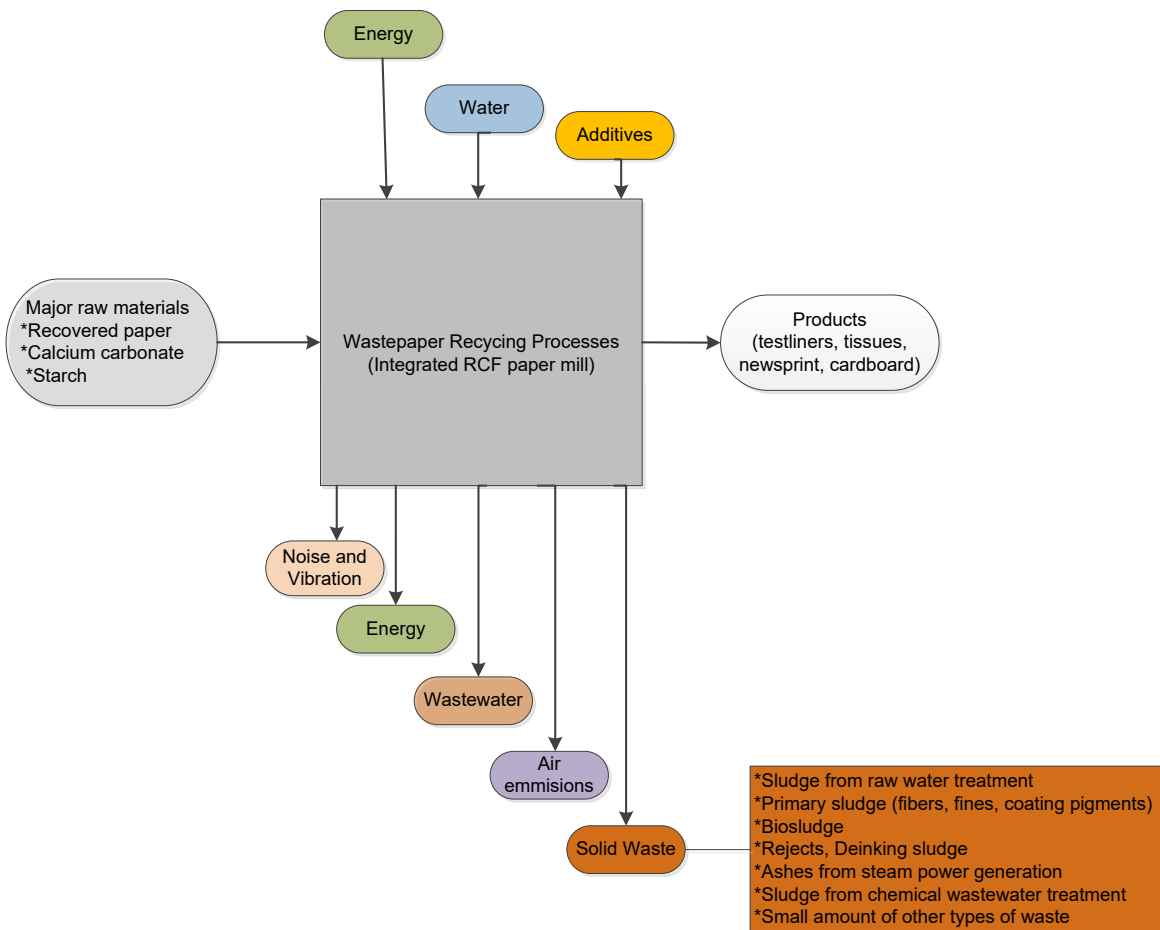 Energy
Water
Additives
Major raw materials
*Recovered paper
*Calcium carbonate
*Starch
Wastepaper Recycing Processes
(Integrated RCF paper mill)
Products
(testliners, tissues,
newsprint, cardboard)
Noise and
Vibration
Energy
Wastewater
Air
emmisions
Solid Waste
*Sludge from raw water treatment
*Primary sludge (fibers, fines, coating pigments)
*Biosludge
*Rejects, Deinking sludge
*Ashes from steam power generation
*Sludge from chemical wastewater treatment
*Small amount of other types of waste